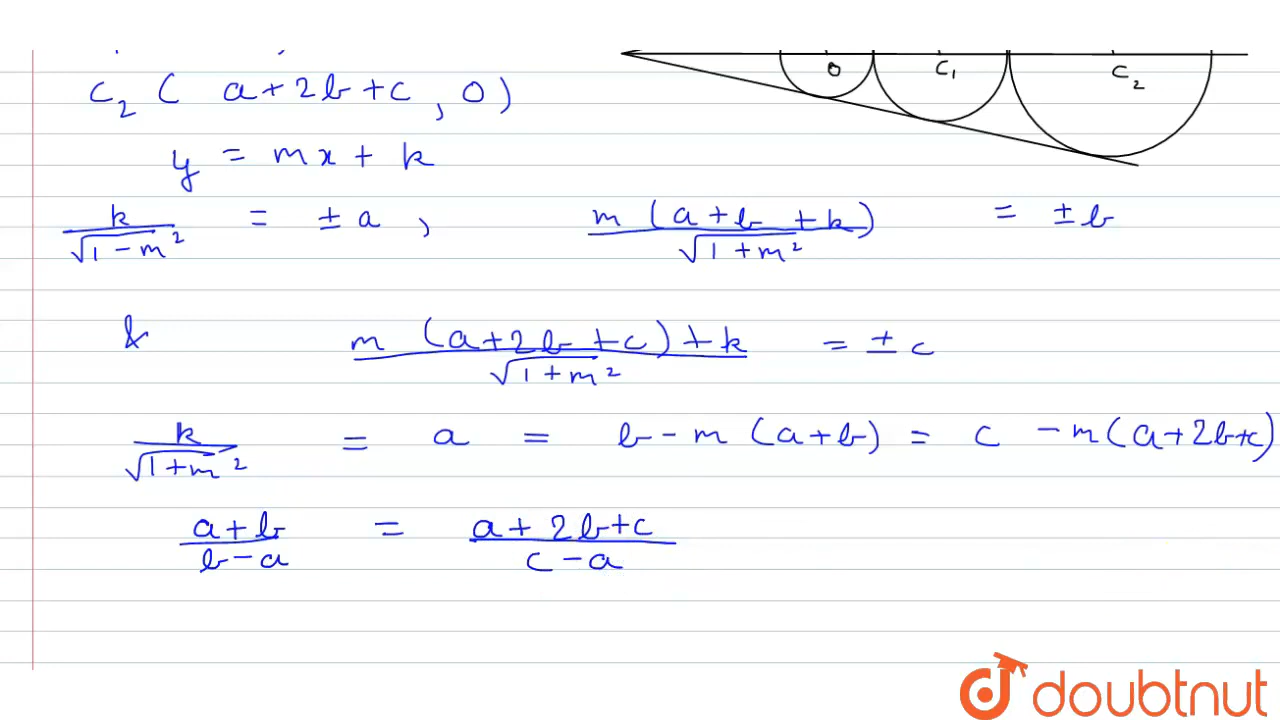 O C₁ C₂
C₂ ( a+2b+c, 0)
y = mx + k
k/√1-m² = ±a, m(a+b+k)/√1+m² = ±b
& m(a+2b+c)+k/√1+m² = ±c
k/√1+m² = a = b-m(a+b) = c-m(a+2b+c)
a+b/b-a = a+2b+c/c-a
doubtnut